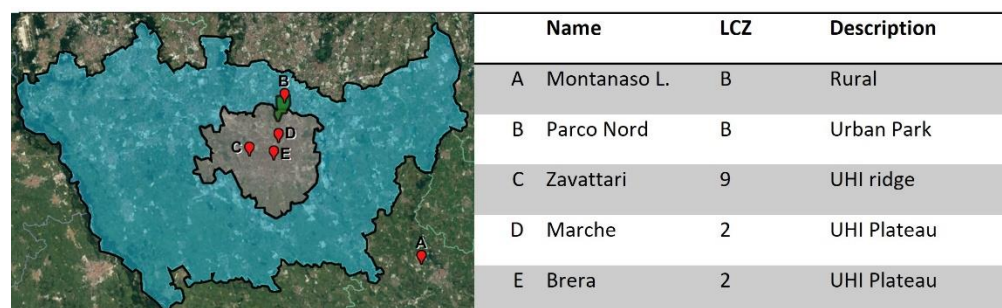 B
D
C
E
A
Name LCZ Description
A Montanaso L. B Rural
B Parco Nord B Urban Park
C Zavattari 9 UHI ridge
D Marche 2 UHI Plateau
E Brera 2 UHI Plateau